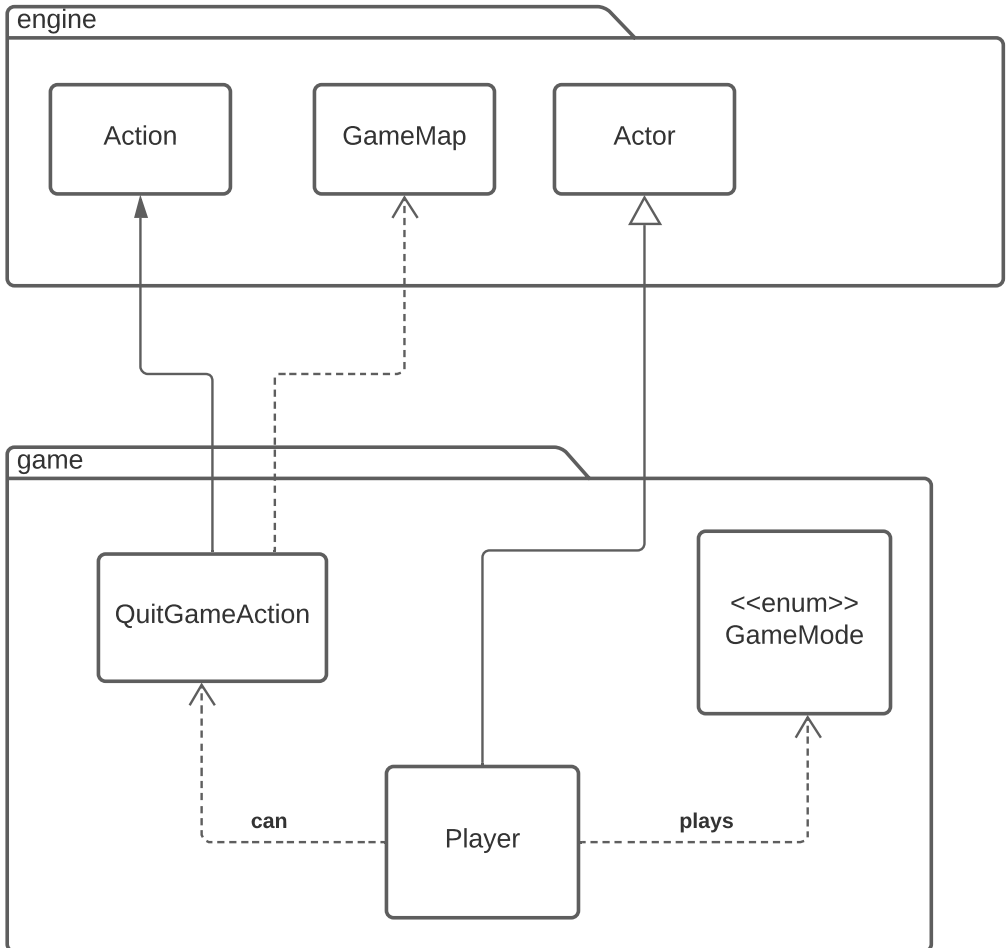 engine
Action
GameMap
Actor
game
QuitGameAction
<<enum>>
GameMode
can
plays
Player